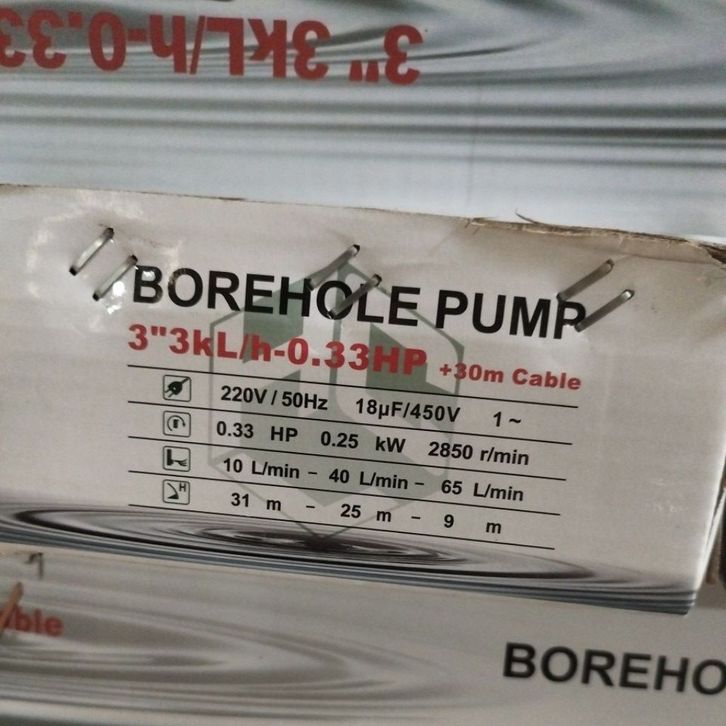 3" 3kL/h-0.33
BOREHOLE PUMP
3"3kL/h-0.33HP +30m Cable
220V / 50Hz 18µF/450V 1~
0.33 HP 0.25 kW 2850 r/min
10 L/min - 40 L/min - 65 L/min
H 31 m - 25 m - 9 m
ble
BOREHO